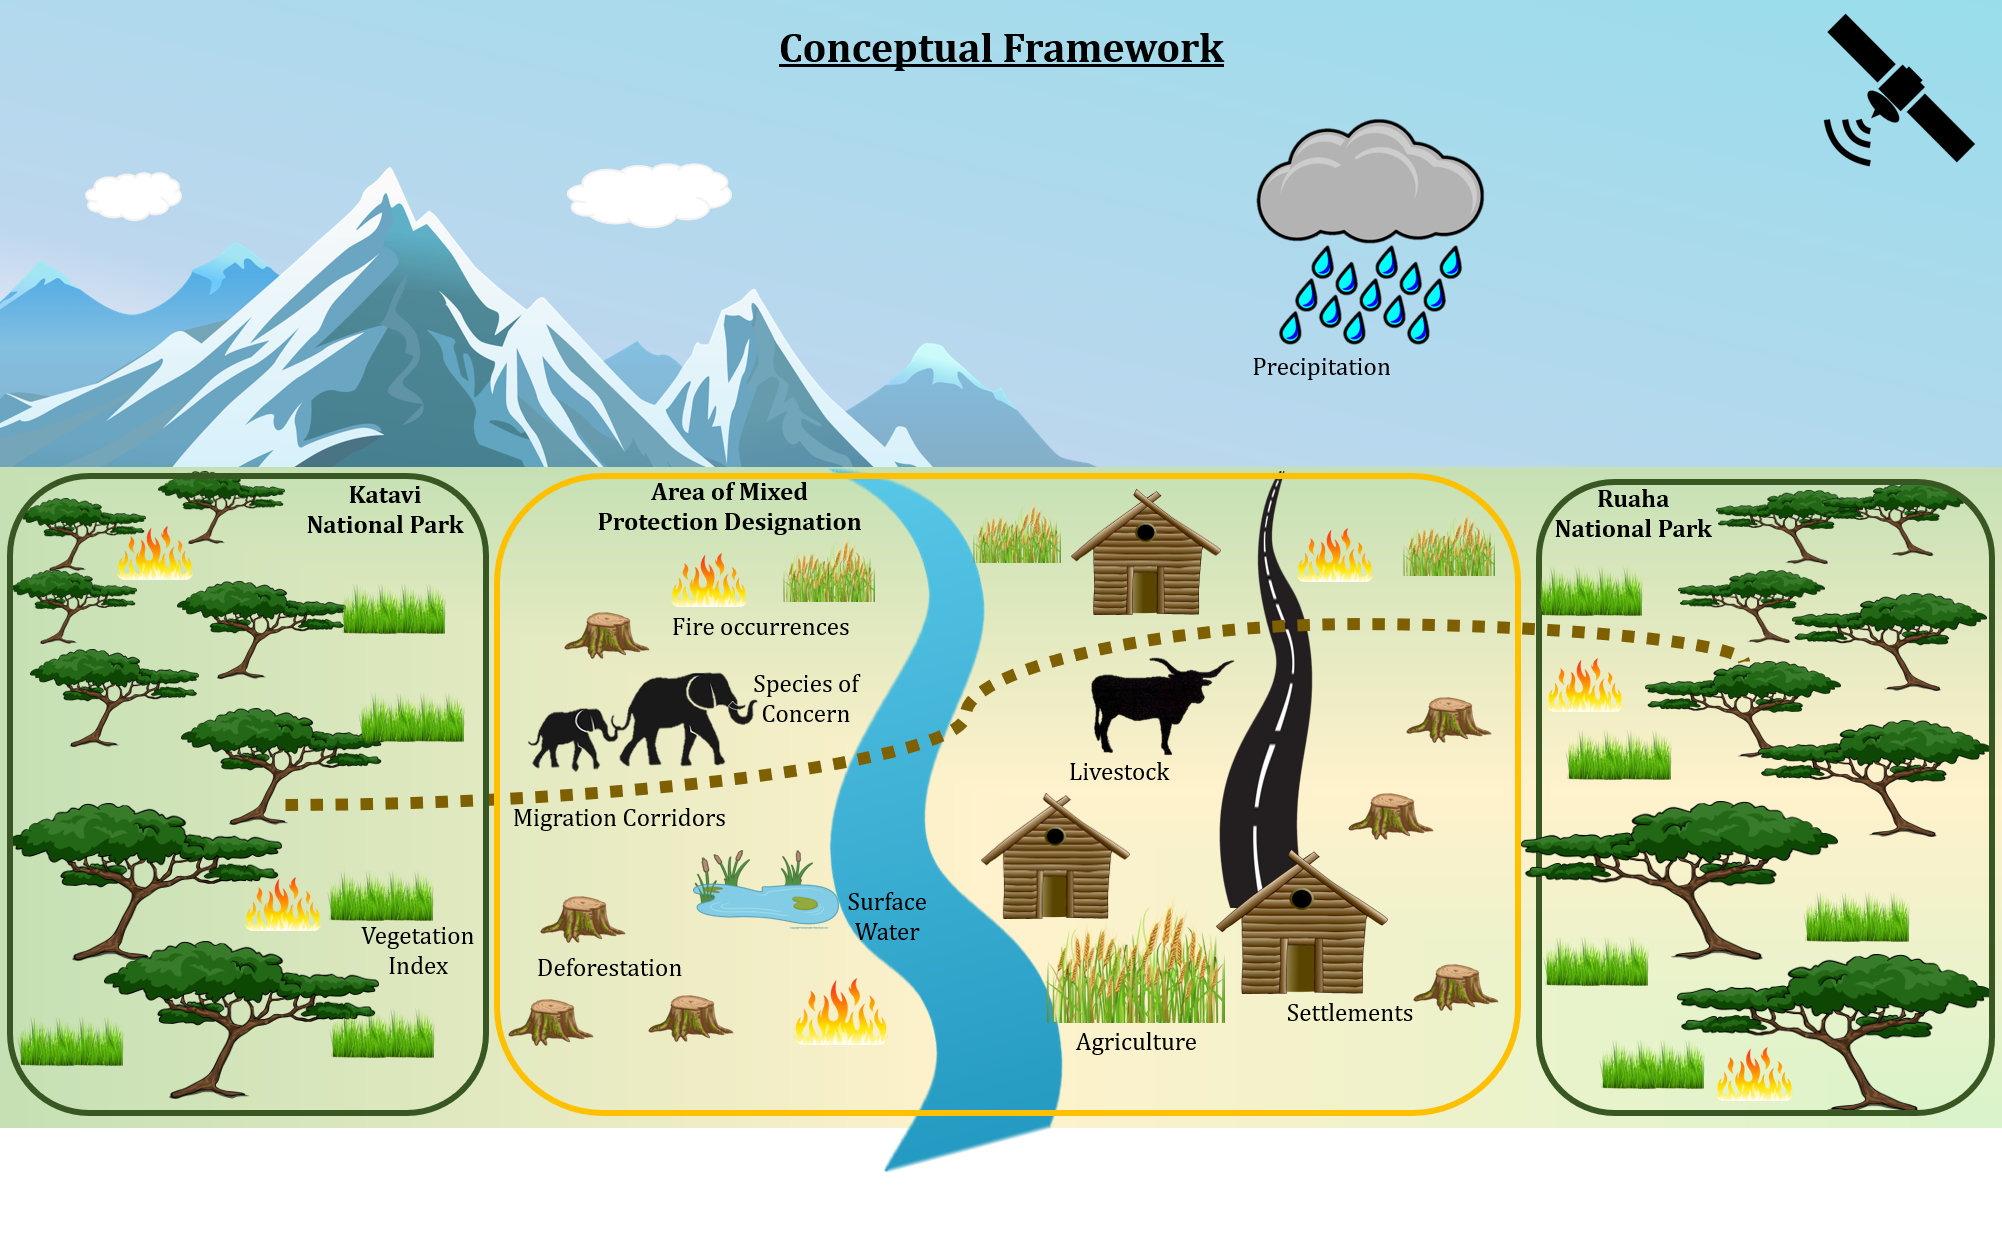 Conceptual Framework
Precipitation
Katavi
National Park
Area of Mixed
Protection Designation
Ruaha
National Park
Fire occurrences
Species of
Concern
Livestock
Migration Corridors
Surface
Water
Vegetation
Index
Deforestation
Settlements
Agriculture